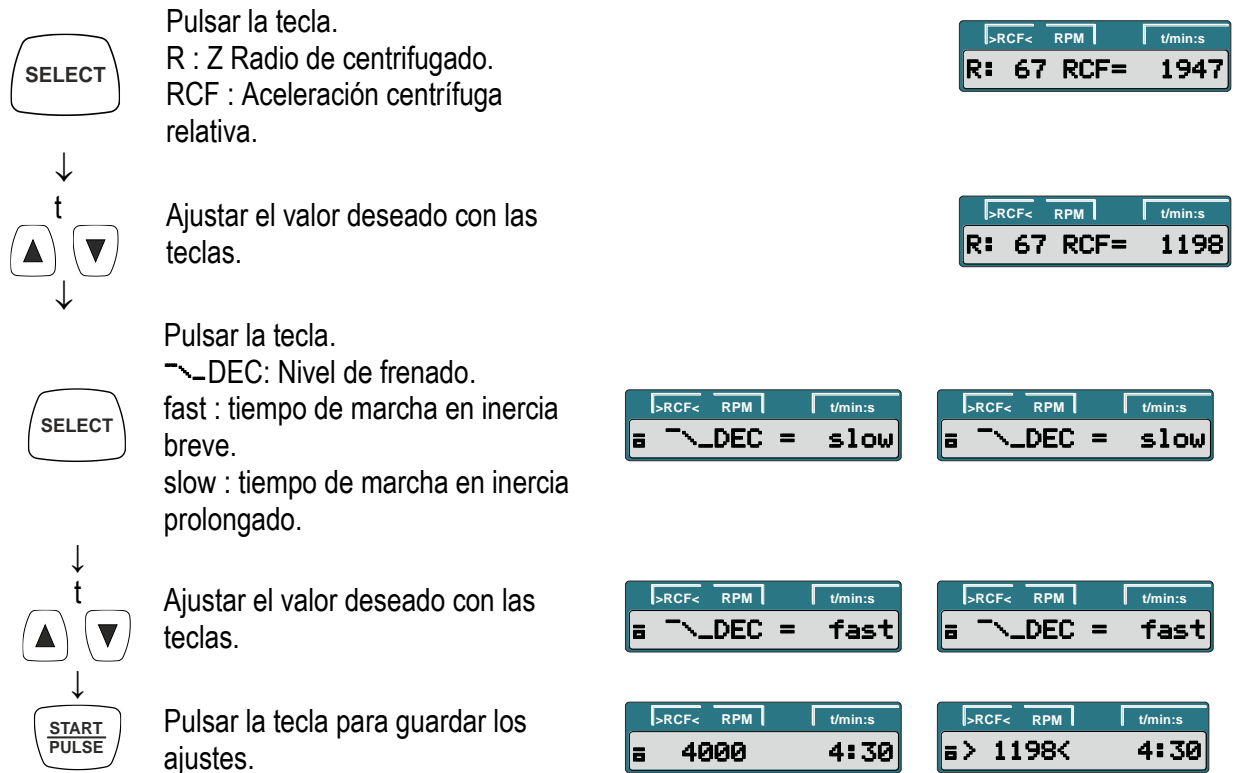 Pulsar la tecla.
R : Z Radio de centrifugado.
RCF : Aceleración centrífuga
relativa.
SELECT
>RCF< RPM t/min:s
R: 67 RCF= 1947
↓
t
▲ ▼
Ajustar el valor deseado con las
teclas.
>RCF< RPM t/min:s
R: 67 RCF= 1198
↓
SELECT
Pulsar la tecla.
DEC: Nivel de frenado.
fast : tiempo de marcha en inercia
breve.
slow : tiempo de marcha en inercia
prolongado.
>RCF< RPM t/min:s
DEC = slow
>RCF< RPM t/min:s
DEC = slow
↓
t
▲ ▼
Ajustar el valor deseado con las
teclas.
>RCF< RPM t/min:s
DEC = fast
>RCF< RPM t/min:s
DEC = fast
↓
START
PULSE
Pulsar la tecla para guardar los
ajustes.
>RCF< RPM t/min:s
4000 4:30
>RCF< RPM t/min:s
> 1198< 4:30